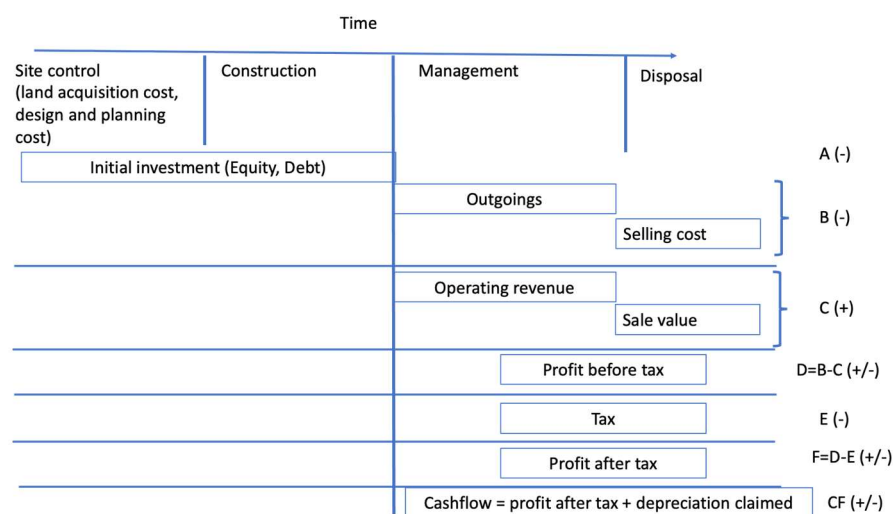 Time
Site control
(land acquisition cost,
design and planning
cost)
Construction
Management
Disposal
Initial investment (Equity, Debt)
A (-)
Outgoings
B (-)
Selling cost
Operating revenue
C (+)
Sale value
Profit before tax
D=B-C (+/-)
Tax
E (-)
Profit after tax
F=D-E (+/-)
Cashflow = profit after tax + depreciation claimed
CF (+/-)